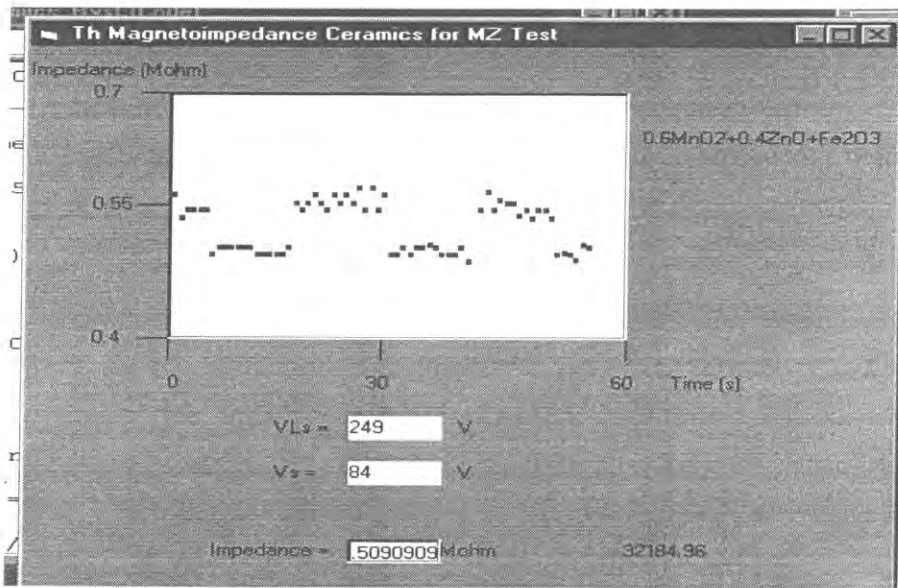 Th Magnetoimpedance Ceramics for MZ Test
Impedance (Mohm)
0.7
0.6MnO2+0.4ZnO+Fe2O3
0.55
0.4
0 30 60 Time (s)
VLs = 249 V
Vs = 84 V
Impedance = .5090909 Mohm 32184.96